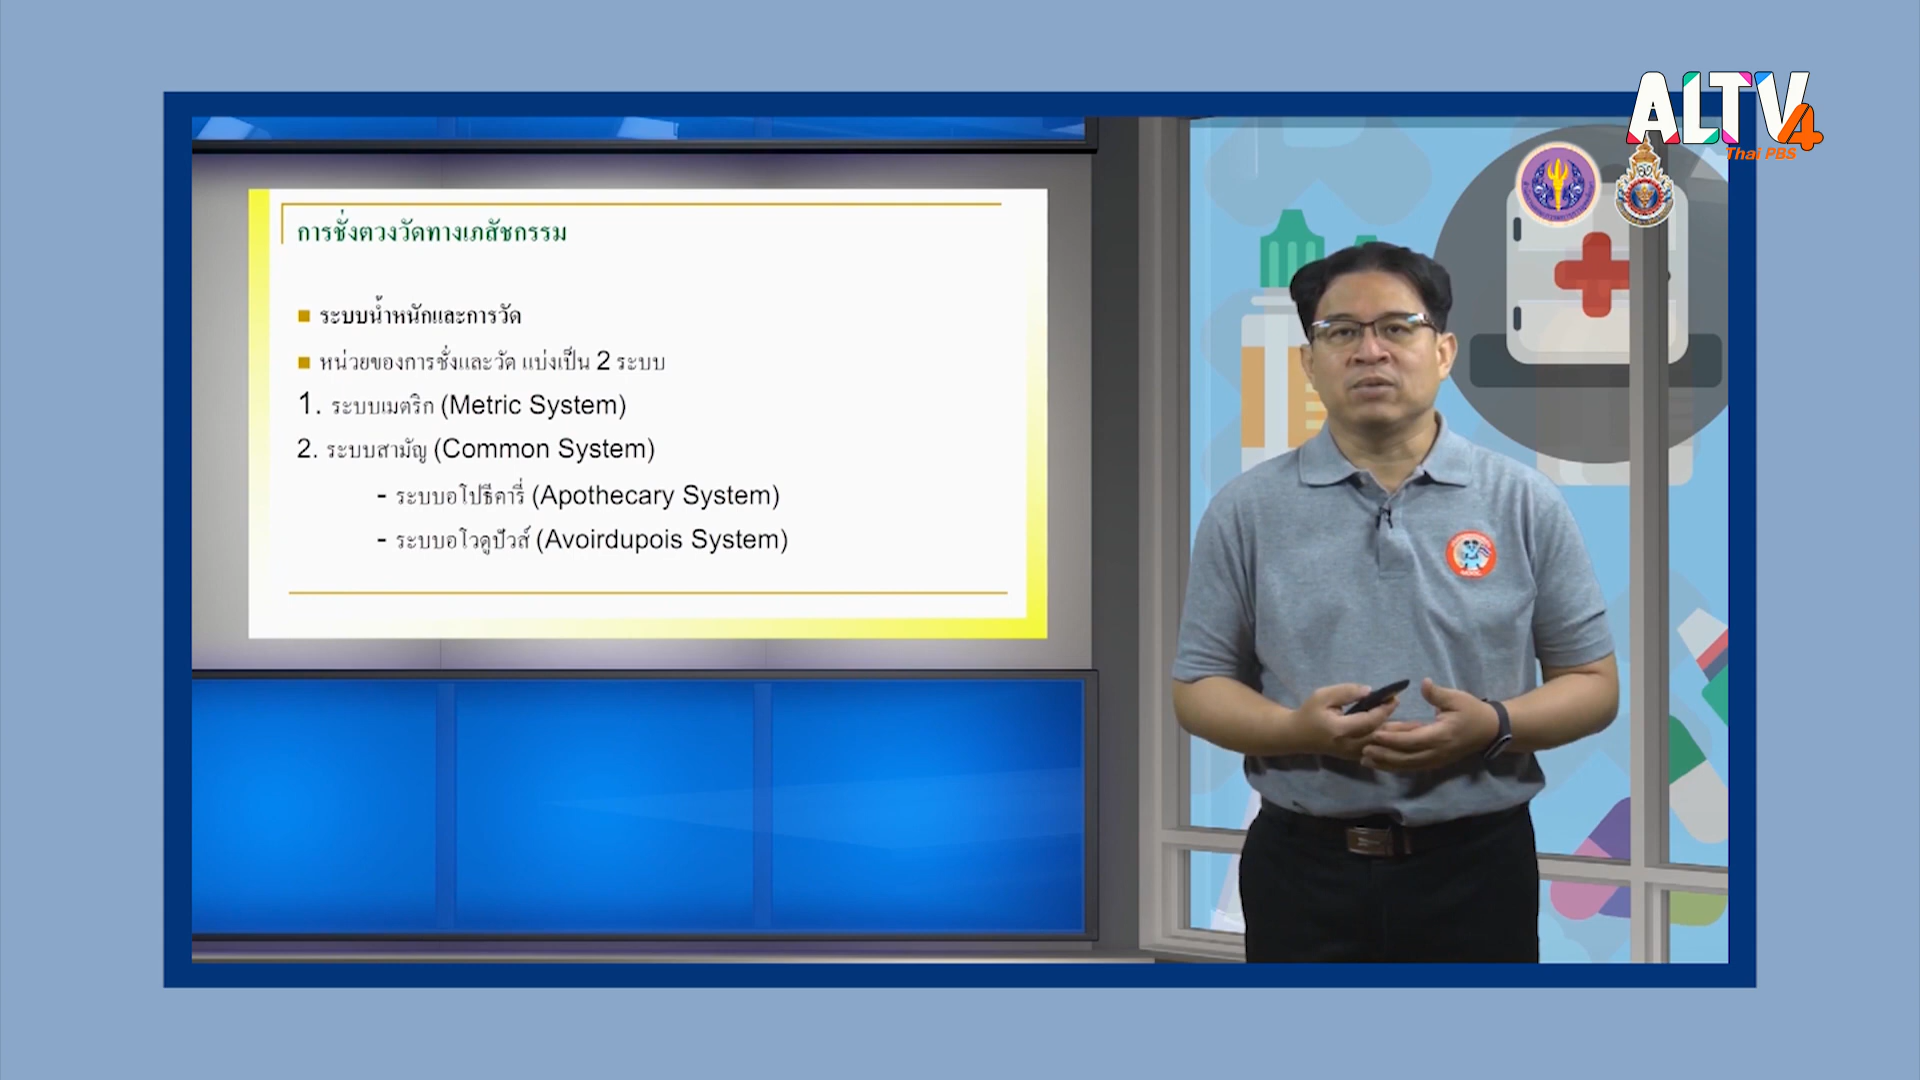 ALTV4
Thai PBS
การชั่งตวงวัดทางเภสัชกรรม
ระบบน้ำหนักและการวัด
หน่วยของการชั่งและวัด แบ่งเป็น 2 ระบบ
1. ระบบเมตริก (Metric System)
2. ระบบสามัญ (Common System)
- ระบบอโปธีคารี่ (Apothecary System)
- ระบบอโวดูปัวส์ (Avoirdupois System)